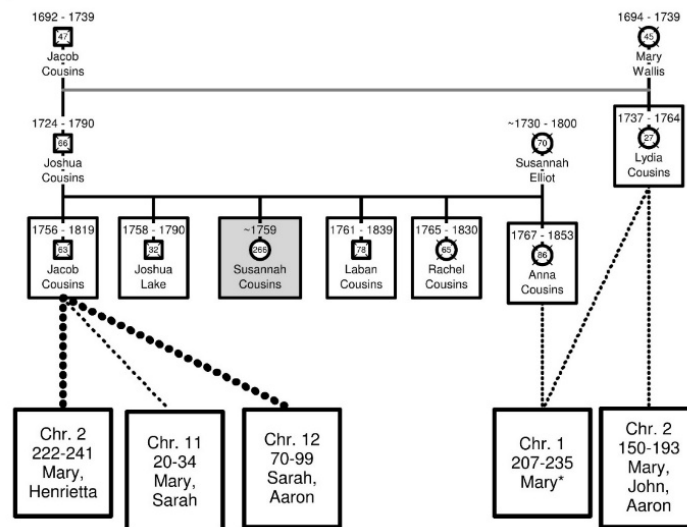 1692 - 1739
47
Jacob
Cousins
1694 - 1739
45
Mary
Wallis
1724 - 1790
66
Joshua
Cousins
~1730 - 1800
70
Susannah
Elliot
1737 - 1764
27
Lydia
Cousins
1756 - 1819
63
Jacob
Cousins
1758 - 1790
32
Joshua
Lake
~1759
265
Susannah
Cousins
1761 - 1839
78
Laban
Cousins
1765 - 1830
65
Rachel
Cousins
1767 - 1853
86
Anna
Cousins
Chr. 2
222-241
Mary,
Henrietta
Chr. 11
20-34
Mary,
Sarah
Chr. 12
70-99
Sarah,
Aaron
Chr. 1
207-235
Mary*
Chr. 2
150-193
Mary,
John,
Aaron